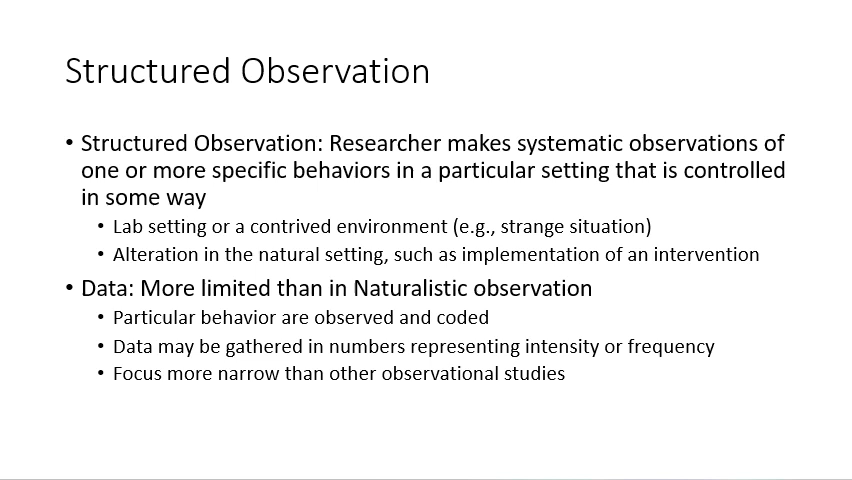 Structured Observation
• Structured Observation: Researcher makes systematic observations of
one or more specific behaviors in a particular setting that is controlled
in some way
• Lab setting or a contrived environment (e.g., strange situation)
• Alteration in the natural setting, such as implementation of an intervention
• Data: More limited than in Naturalistic observation
• Particular behavior are observed and coded
• Data may be gathered in numbers representing intensity or frequency
• Focus more narrow than other observational studies